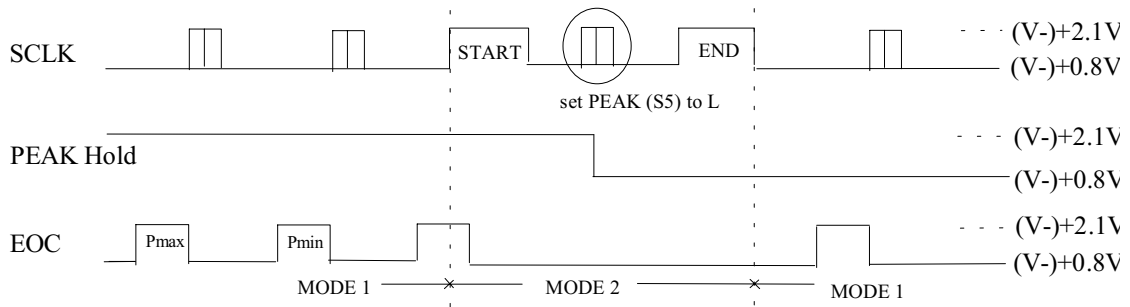 (V-)+2.1V
SCLK START END
(V-)+0.8V
set PEAK (S5) to L
(V-)+2.1V
PEAK Hold
(V-)+0.8V
(V-)+2.1V
EOC Pmax Pmin
(V-)+0.8V
MODE 1 MODE 2 MODE 1